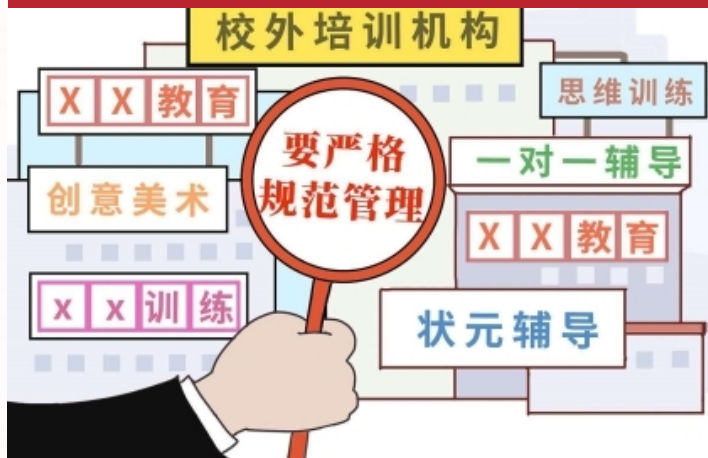 校外培训机构
XX教育
思维训练
要严格
规范管理
一对一辅导
创意美术
XX教育
xx训练
状元辅导